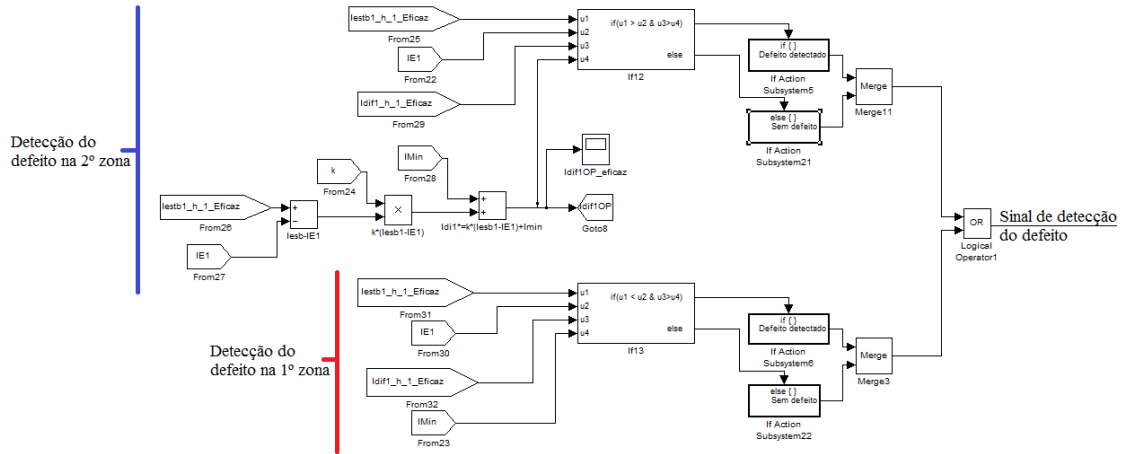 Iestb1_h_1_Eficaz
From25
IE1
From22
Idif1_h_1_Eficaz
From29
u1
u2
u3
u4
if(u1 > u2 & u3>u4)
else
If12
if { }
Defeito detectado
If Action
Subsystem5
else { }
Sem defeito
If Action
Subsystem21
Merge
Merge11
Detecção do
defeito na 2º zona
Iestb1_h_1_Eficaz
From26
IE1
From27
+
−
Iesb-IE1
k
From24
×
k*(Iesb1-IE1)
IMin
From28
+
+
Idi1*=k*(Iesb1-IE1)+Imin
Idif1OP_eficaz
Idif1OP
Goto8
OR
Logical
Operator1
Sinal de detecção
do defeito
Detecção do
defeito na 1º zona
Iestb1_h_1_Eficaz
From31
IE1
From30
Idif1_h_1_Eficaz
From32
IMin
From23
u1
u2
u3
u4
if(u1 < u2 & u3>u4)
else
If13
if { }
Defeito detectado
If Action
Subsystem6
else { }
Sem defeito
If Action
Subsystem22
Merge
Merge3